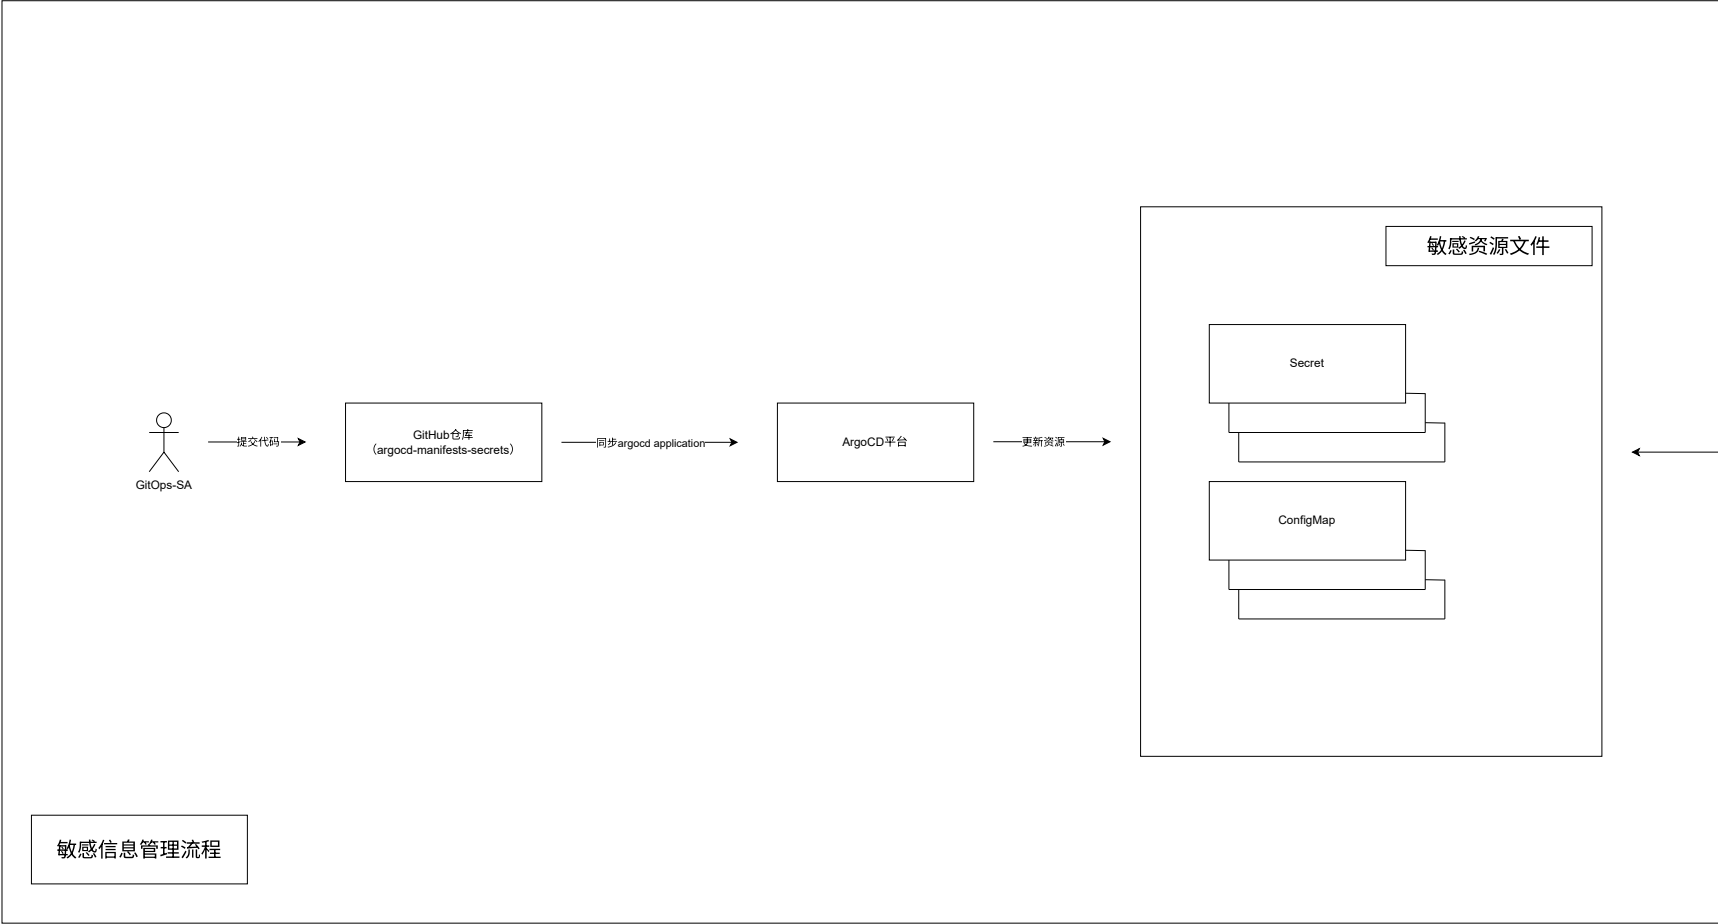 敏感资源文件
Secret
GitOps-SA
提交代码
GitHub仓库
（argocd-manifests-secrets）
同步argocd application
ArgoCD平台
更新资源
ConfigMap
敏感信息管理流程